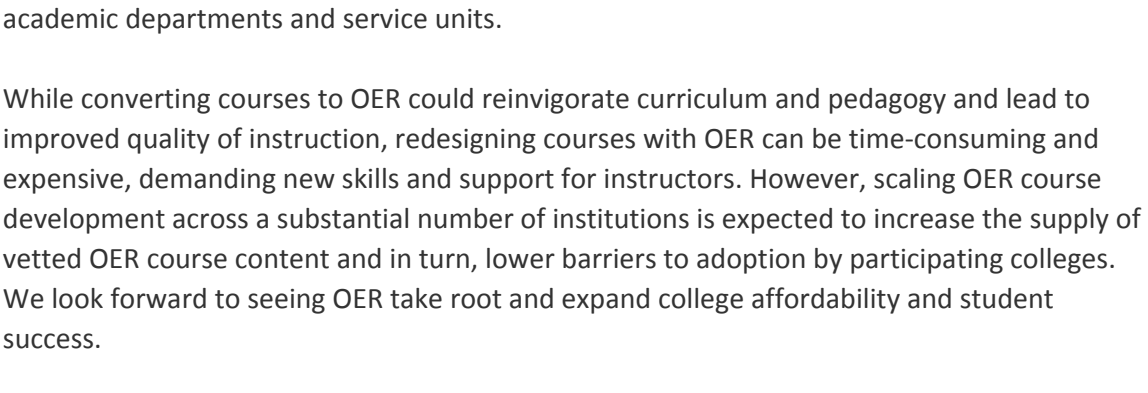 academic departments and service units.
While converting courses to OER could reinvigorate curriculum and pedagogy and lead to
improved quality of instruction, redesigning courses with OER can be time-consuming and
expensive, demanding new skills and support for instructors. However, scaling OER course
development across a substantial number of institutions is expected to increase the supply of
vetted OER course content and in turn, lower barriers to adoption by participating colleges.
We look forward to seeing OER take root and expand college affordability and student
success.